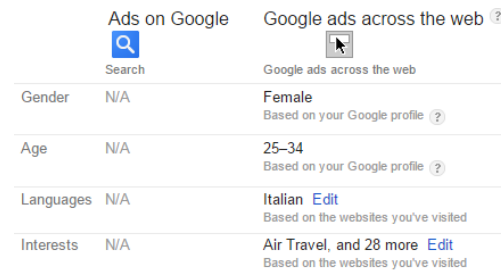 Ads on Google Google ads across the web ?
Search Google ads across the web
Gender N/A Female
Based on your Google profile ?
Age N/A 25–34
Based on your Google profile ?
Languages N/A Italian Edit
Based on the websites you've visited
Interests N/A Air Travel, and 28 more Edit
Based on the websites you've visited